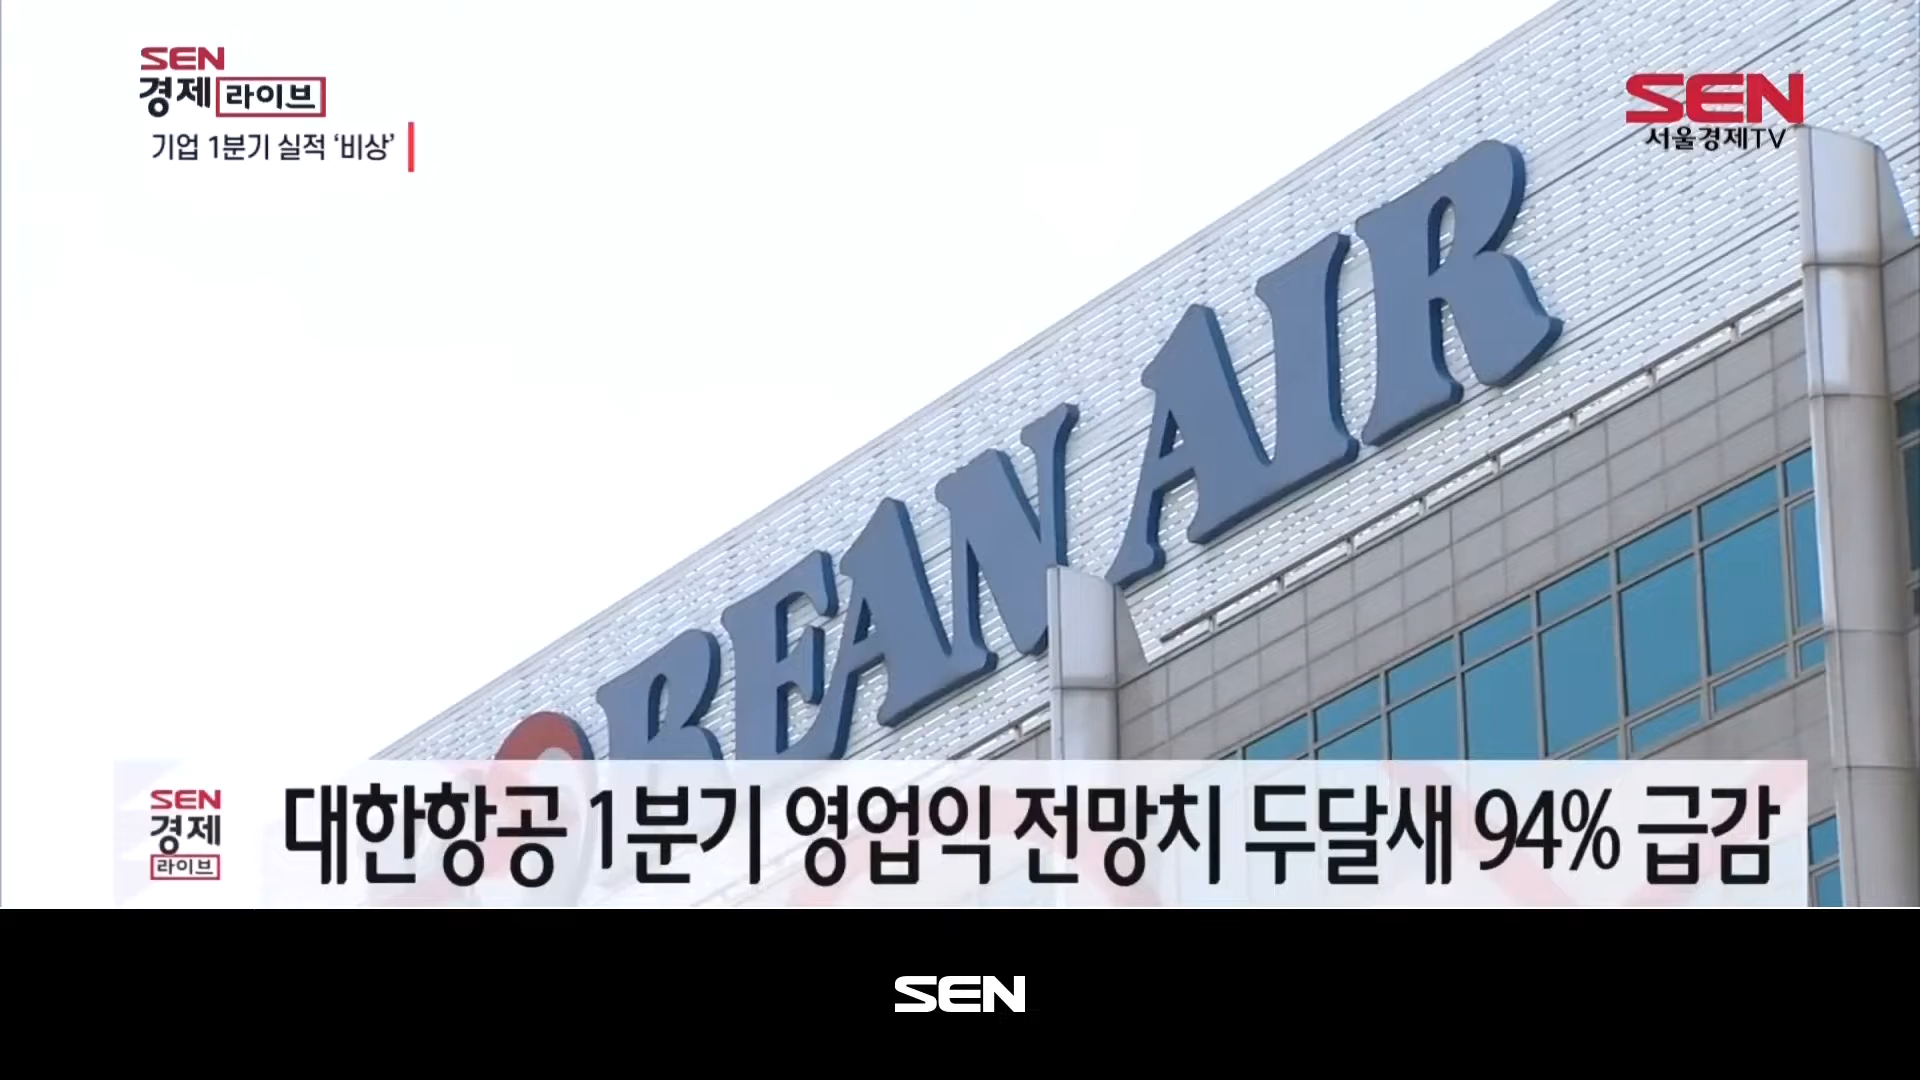 SEN
경제 라이브
기업 1분기 실적 ‘비상’
SEN
서울경제TV
REAN AIR
SEN
경제
라이브
대한항공 1분기 영업익 전망치 두달새 94% 급감
SEN